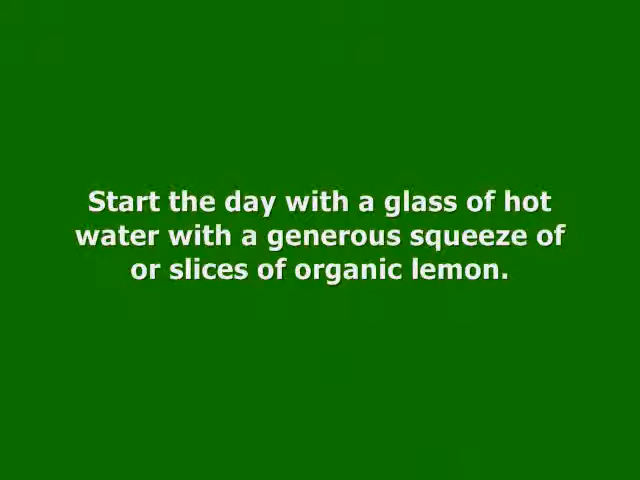 Start the day with a glass of hot
water with a generous squeeze of
or slices of organic lemon.